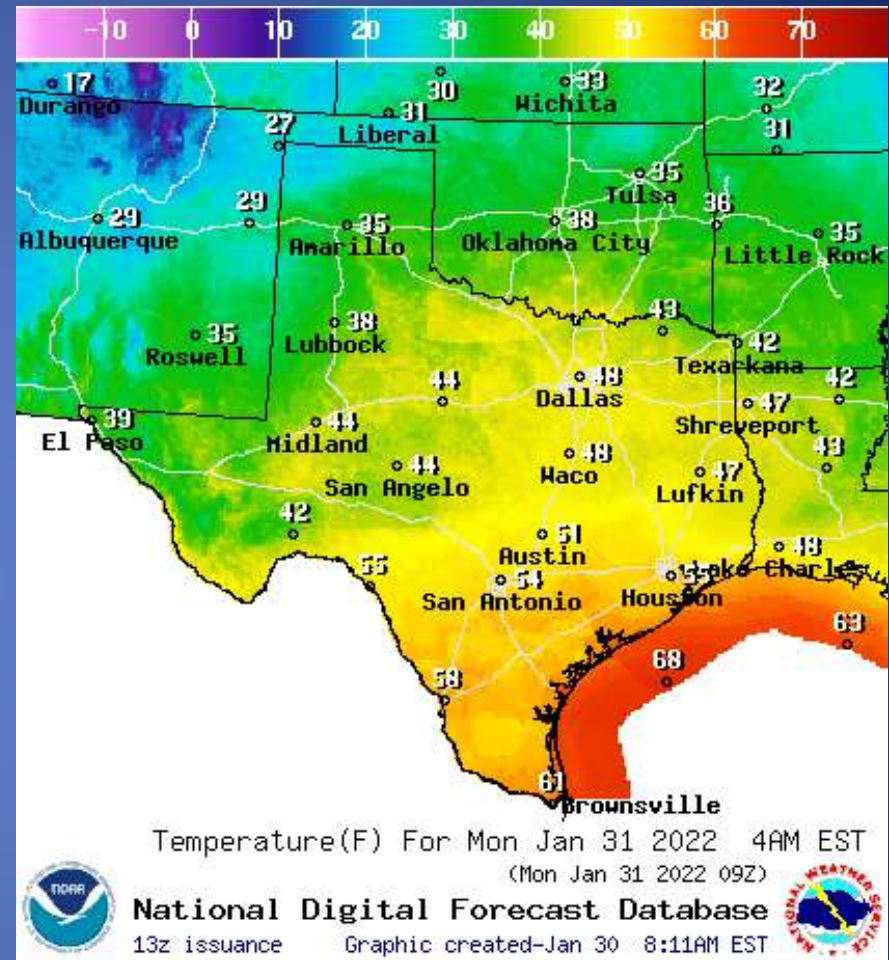 -10 0 10 20 30 40 50 60 70
17
Durango
30
33
Wichita
32
31
Liberal
27
31
35
Tulsa
29
Albuquerque
29
35
Amarillo
38
Oklahoma City
36
35
Little Rock
35
Roswell
38
Lubbock
43
42
Texarkana
48
Dallas
44
42
47
Shreveport
39
El Paso
44
Midland
44
San Angelo
48
Waco
47
Lufkin
43
42
51
Austin
48
Lake Charles
55
54
San Antonio
55
Houston
63
68
58
61
Brownsville
Temperature(F) For Mon Jan 31 2022 4AM EST
(Mon Jan 31 2022 09Z)
NOAA
National Digital Forecast Database
NATIONAL WEATHER SERVICE
13z issuance Graphic created-Jan 30 8:11AM EST